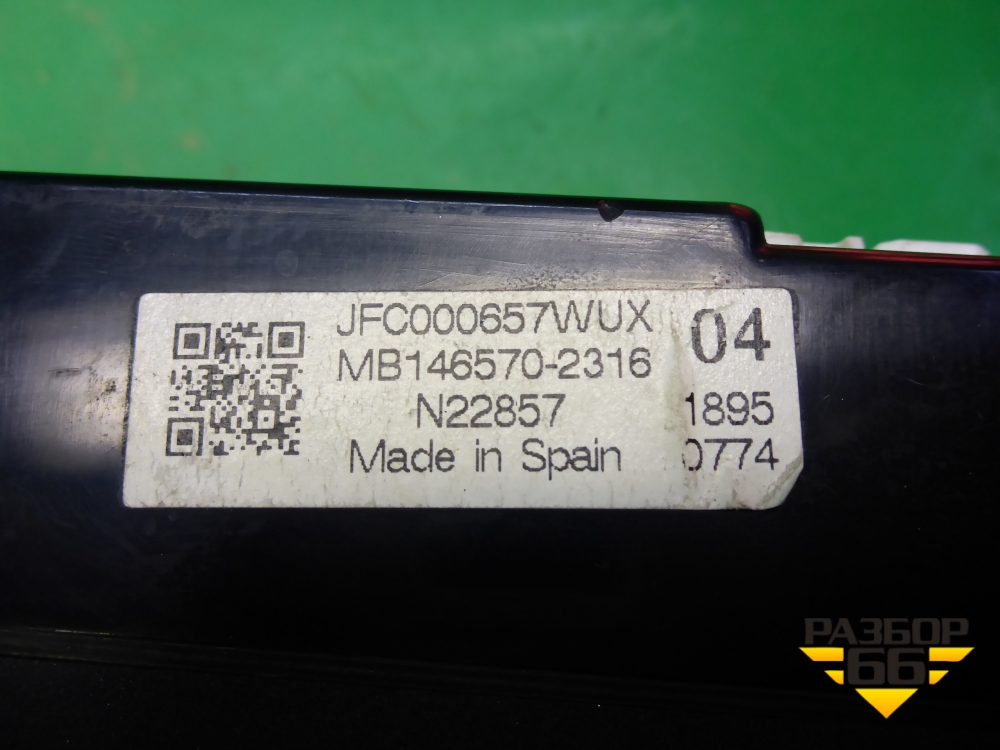 JFC000657WUX
MB146570-2316
N22857
Made in Spain
04
1895
0774
РАЗБОР
66